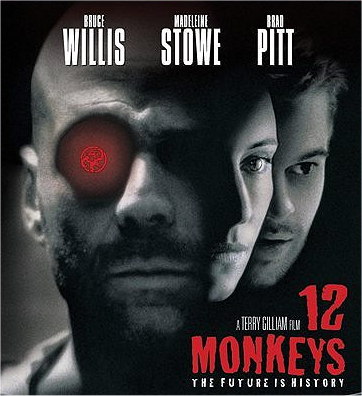 BRUCE MADELEINE BRAD
WILLIS STOWE PITT
A TERRY GILLIAM FILM 12
MONKEYS
THE FUTURE IS HISTORY